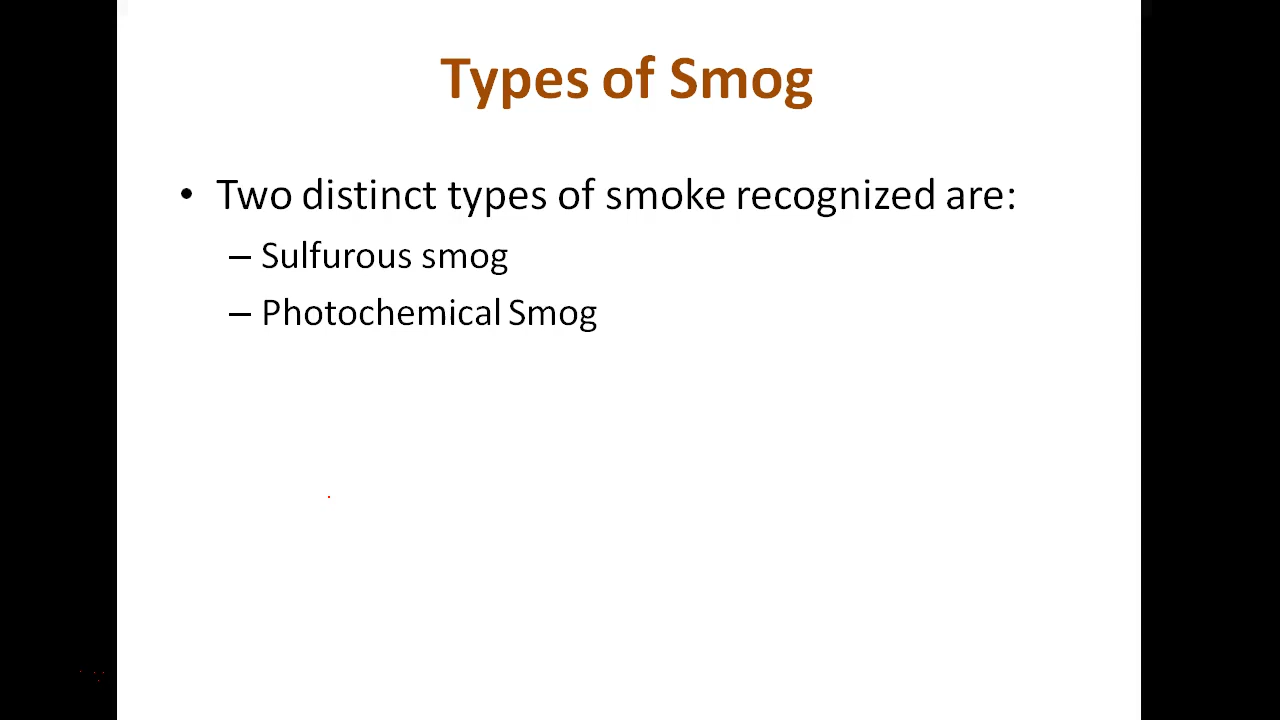 Types of Smog
• Two distinct types of smoke recognized are:
– Sulfurous smog
– Photochemical Smog